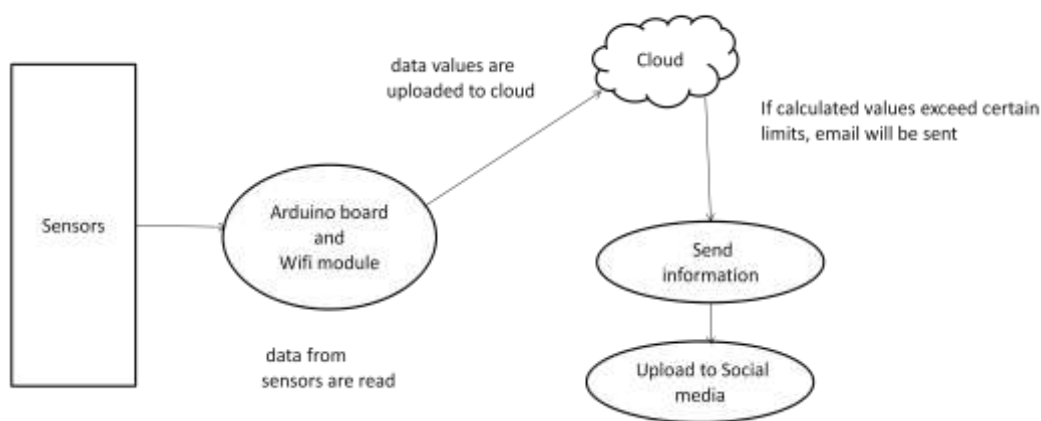 Sensors
Arduino board
and
Wifi module
data from
sensors are read
data values are
uploaded to cloud
Cloud
If calculated values exceed certain
limits, email will be sent
Send
information
Upload to Social
media